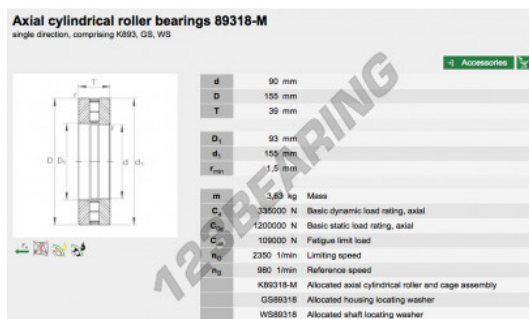 Axial cylindrical roller bearings 89318-M
single direction, comprising K893, GS, WS
Accessories
T
r
r
D D₁ d d₁
d 90 mm
D 155 mm
T 39 mm
D₁ 93 mm
d₁ 155 mm
rmin 1,5 mm
m 3,63 kg Mass
Ca 335000 N Basic dynamic load rating, axial
C0a 1200000 N Basic static load rating, axial
Cua 109000 N Fatigue limit load
nG 2350 1/min Limiting speed
nB 980 1/min Reference speed
K89318-M Allocated axial cylindrical roller and cage assembly
GS89318 Allocated housing locating washer
WS89318 Allocated shaft locating washer
123BEARING